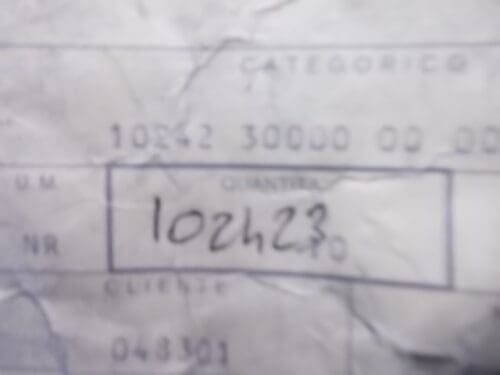 CATEGORICO
10242 30000 00 00
U.M. QUANTITA
NR 102423
CLIENTE
048301